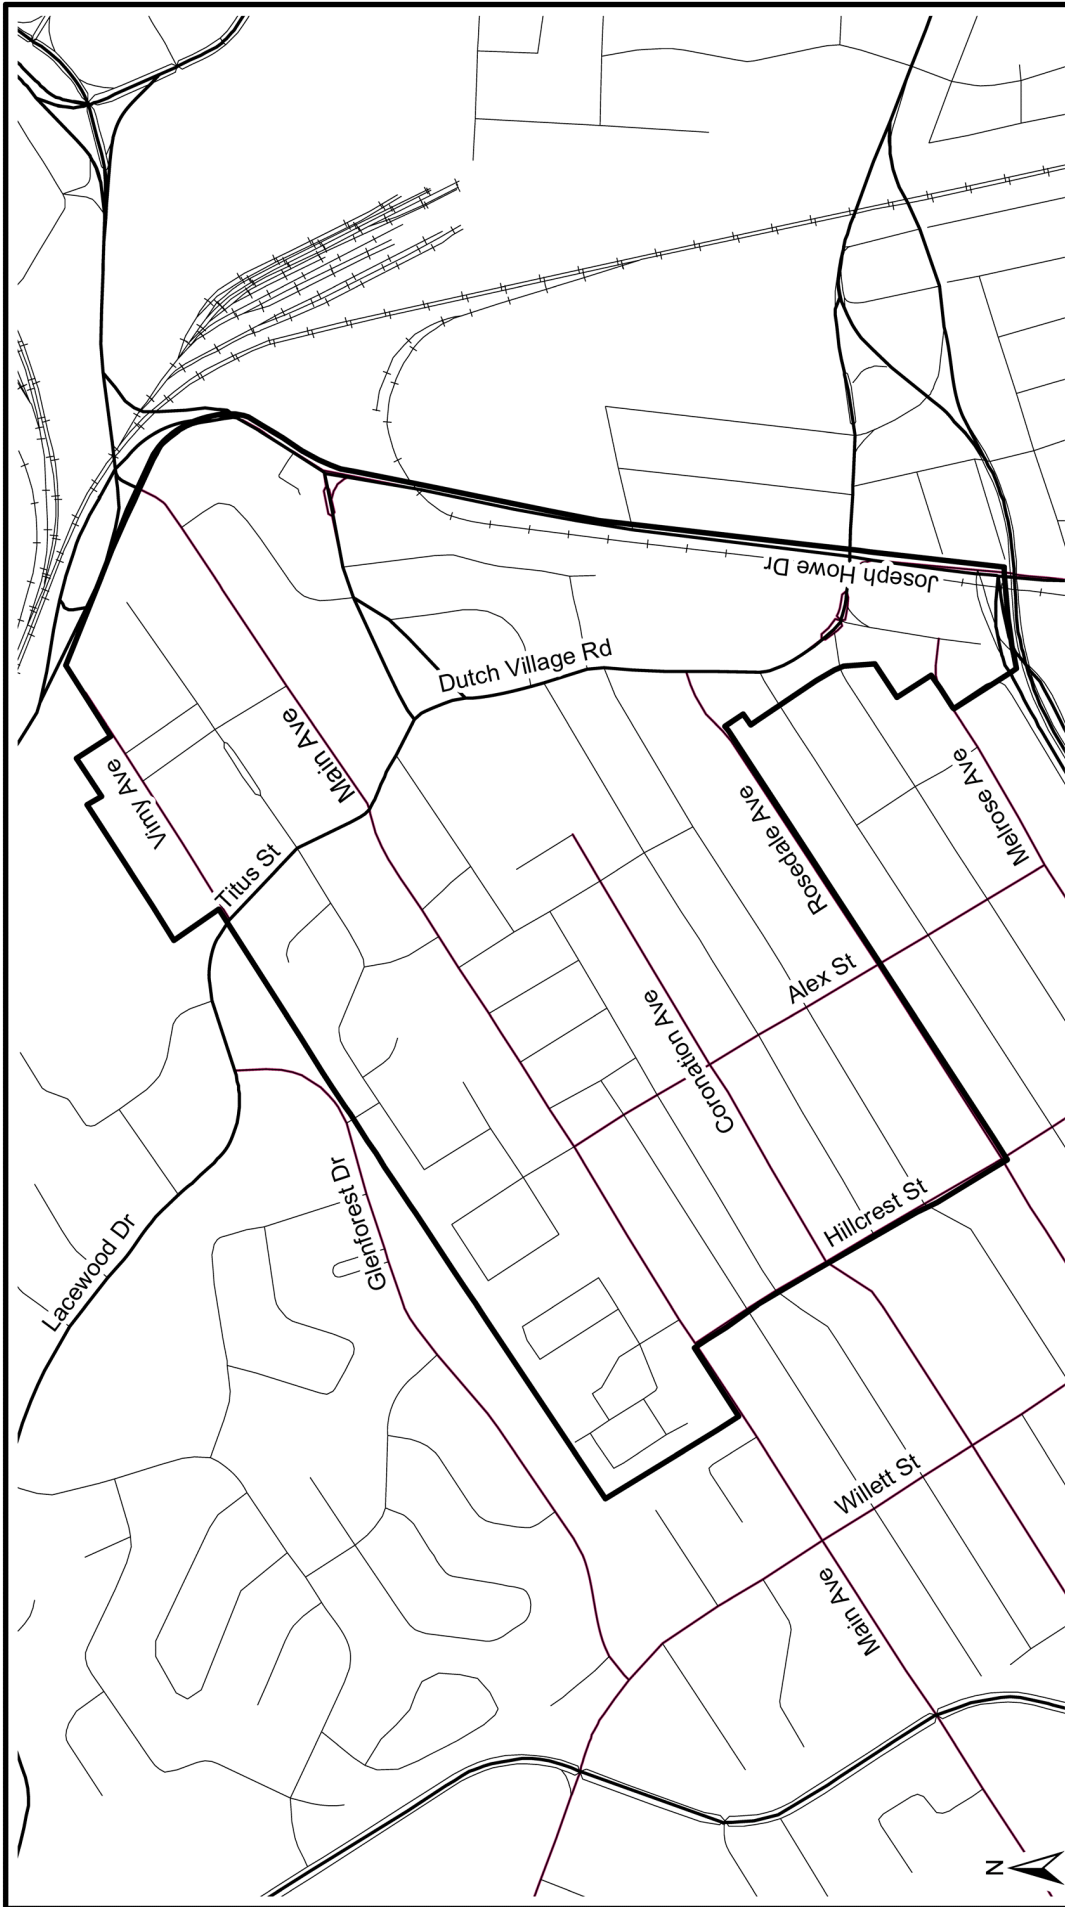 Joseph Howe Dr
Dutch Village Rd
Main Ave
Vimy Ave
Titus St
Rosedale Ave
Melrose Ave
Alex St
Coronation Ave
Hillcrest St
Glenforest Dr
Lacewood Dr
Willett St
Main Ave
N